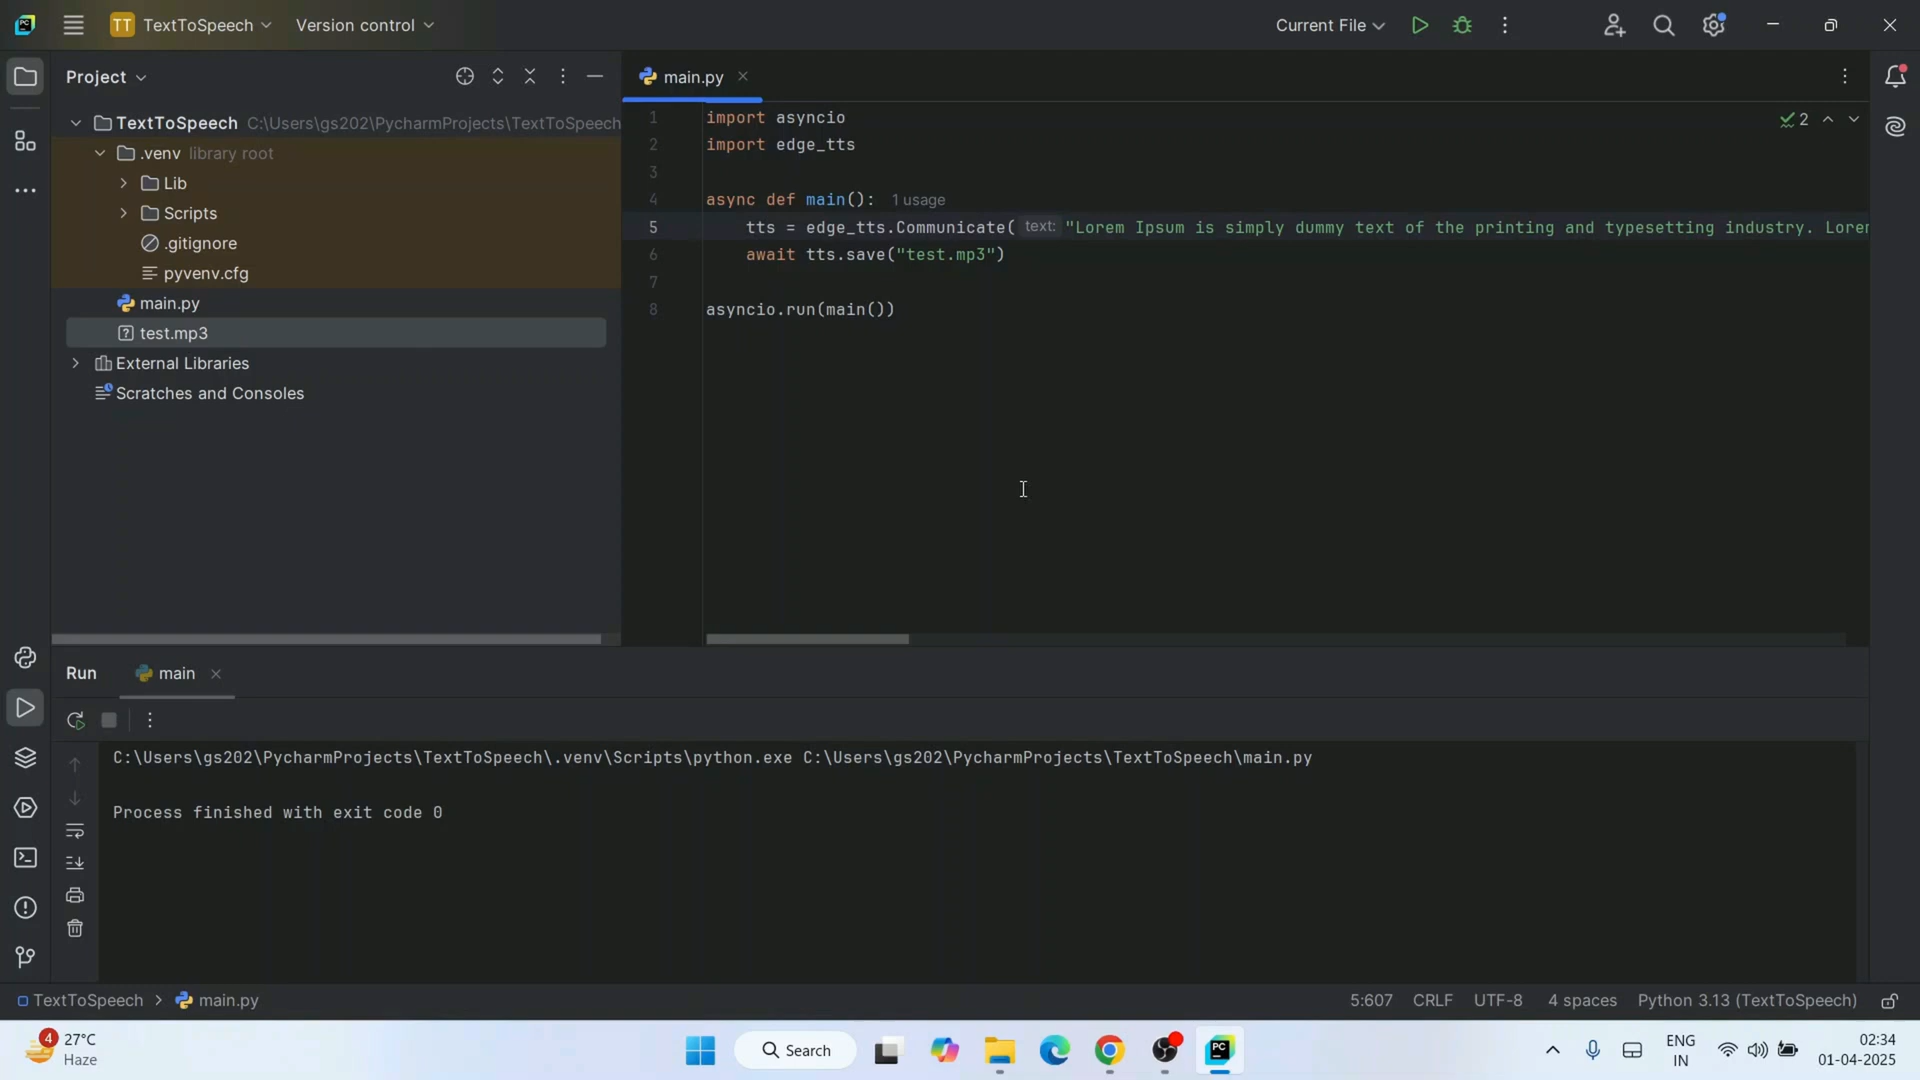 TT TextToSpeech Version control Current File
Project
main.py
TextToSpeech C:\Users\gs202\PycharmProjects\TextToSpeech
.venv library root
Lib
Scripts
.gitignore
pyvenv.cfg
main.py
test.mp3
External Libraries
Scratches and Consoles
1 import asyncio
2 import edge_tts
3
4 async def main(): 1 usage
5 tts = edge_tts.Communicate( text: "Lorem Ipsum is simply dummy text of the printing and typesetting industry. Lorem
6 await tts.save("test.mp3")
7
8 asyncio.run(main())
2
Run main
C:\Users\gs202\PycharmProjects\TextToSpeech\.venv\Scripts\python.exe C:\Users\gs202\PycharmProjects\TextToSpeech\main.py
Process finished with exit code 0
TextToSpeech > main.py 5:607 CRLF UTF-8 4 spaces Python 3.13 (TextToSpeech)
4 27°C
Haze
PC
Search
PC
ENG
IN
02:34
01-04-2025